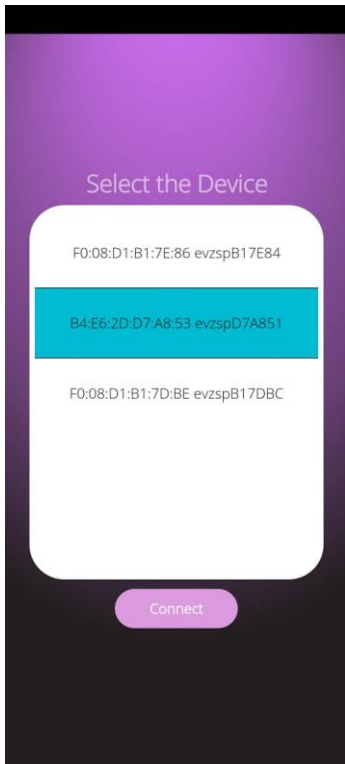 Select the Device
F0:08:D1:B1:7E:86 evzspB17E84
B4:E6:2D:D7:A8:53 evzspD7A851
F0:08:D1:B1:7D:BE evzspB17DBC
Connect